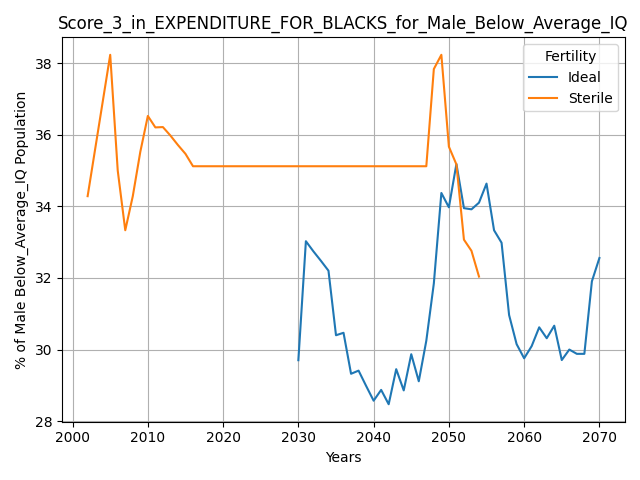 Score_3_in_EXPENDITURE_FOR_BLACKS_for_Male_Below_Average_IQ
% of Male Below_Average_IQ Population
38
36
34
32
30
28
Fertility
Ideal
Sterile
2000 2010 2020 2030 2040 2050 2060 2070
Years